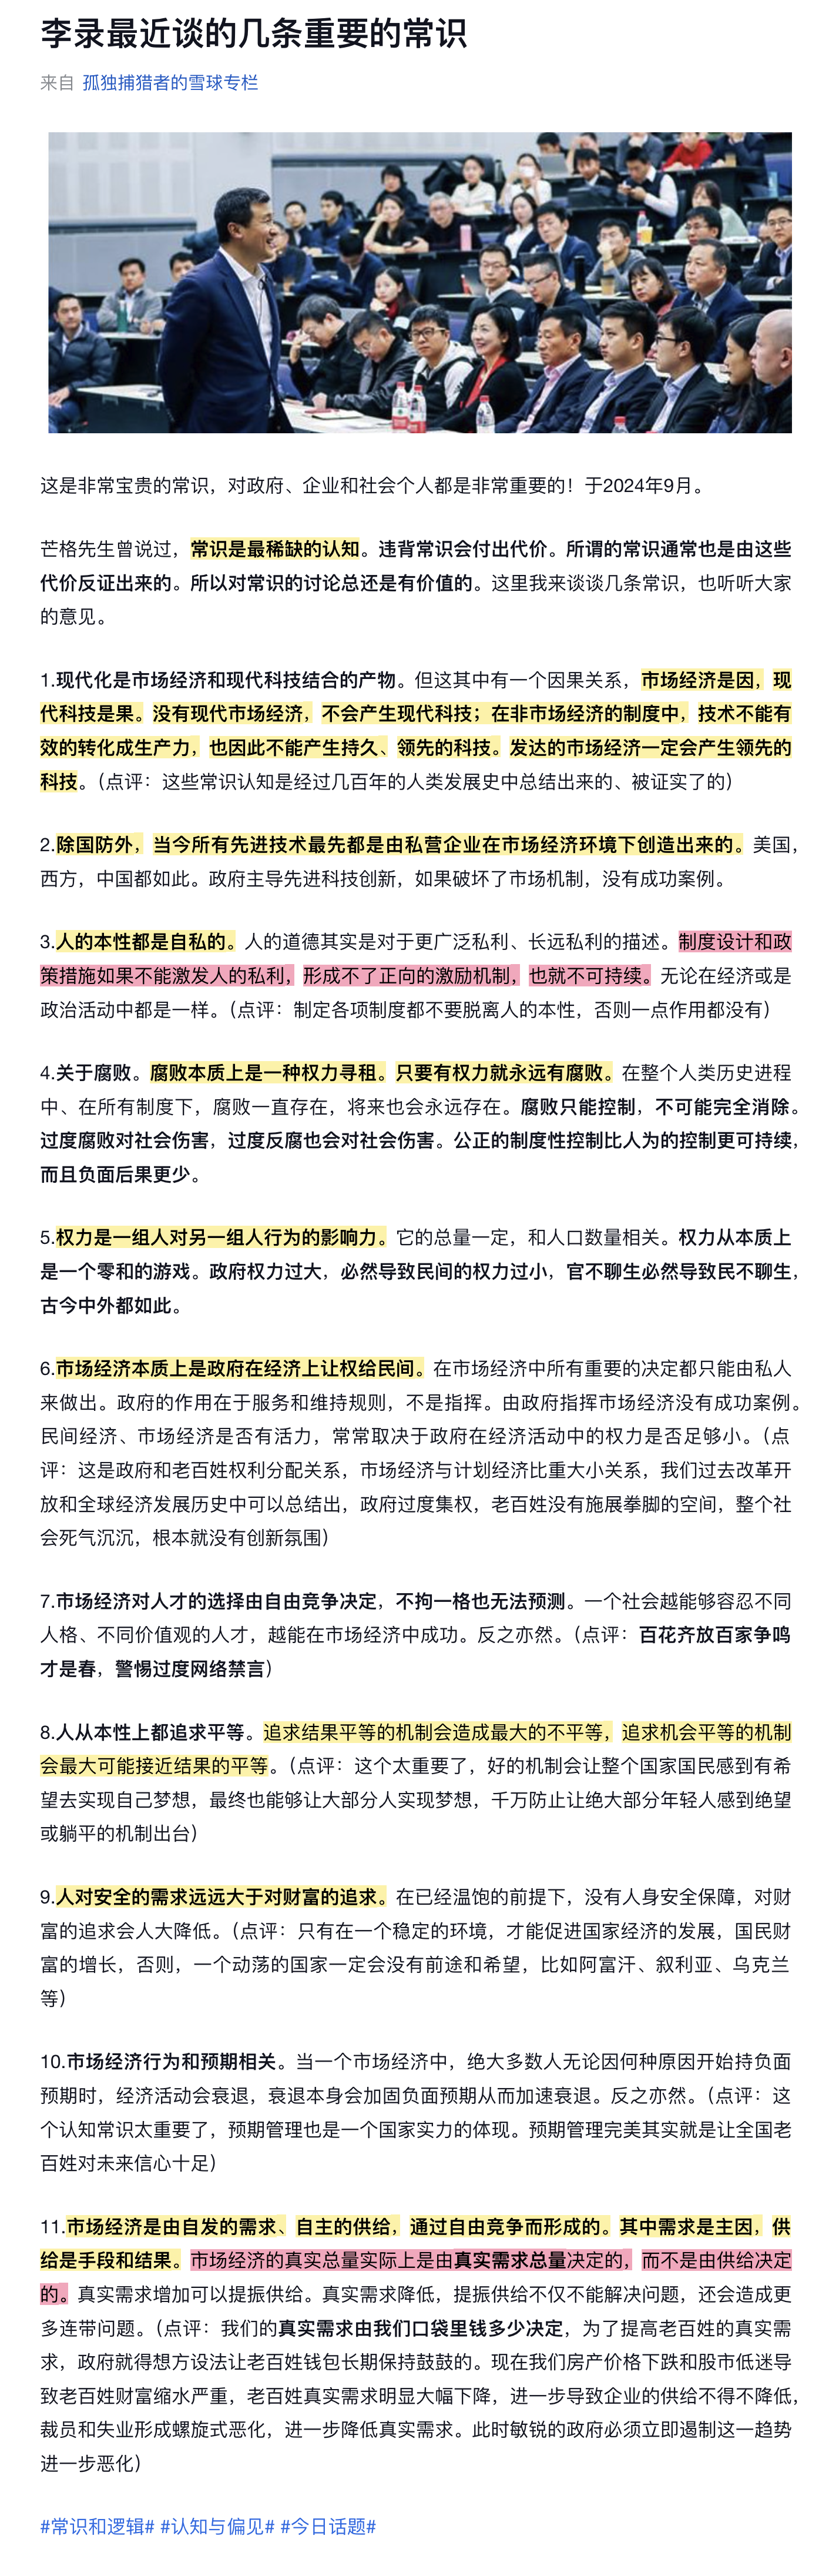 李录最近谈的几条重要的常识
来自 孤独捕猎者的雪球专栏
这是非常宝贵的常识，对政府、企业和社会个人都是非常重要的！于2024年9月。
芒格先生曾说过，常识是最稀缺的认知。违背常识会付出代价。所谓的常识通常也是由这些
代价反证出来的。所以对常识的讨论总还是有价值的。这里我来谈谈几条常识，也听听大家
的意见。
1.现代化是市场经济和现代科技结合的产物。但这其中有一个因果关系，市场经济是因，现
代科技是果。没有现代市场经济，不会产生现代科技；在非市场经济的制度中，技术不能有
效的转化成生产力，也因此不能产生持久、领先的科技。发达的市场经济一定会产生领先的
科技。（点评：这些常识认知是经过几百年的人类发展史中总结出来的、被证实了的）
2.除国防外，当今所有先进技术最先都是由私营企业在市场经济环境下创造出来的。美国，
西方，中国都如此。政府主导先进科技创新，如果破坏了市场机制，没有成功案例。
3.人的本性都是自私的。人的道德其实是对于更广泛私利、长远私利的描述。制度设计和政
策措施如果不能激发人的私利，形成不了正向的激励机制，也就不可持续。无论在经济或是
政治活动中都是一样。（点评：制定各项制度都不要脱离人的本性，否则一点作用都没有）
4.关于腐败。腐败本质上是一种权力寻租。只要有权力就永远有腐败。在整个人类历史进程
中、在所有制度下，腐败一直存在，将来也会永远存在。腐败只能控制，不可能完全消除。
过度腐败对社会伤害，过度反腐也会对社会伤害。公正的制度性控制比人为的控制更可持续，
而且负面后果更少。
5.权力是一组人对另一组人行为的影响力。它的总量一定，和人口数量相关。权力从本质上
是一个零和的游戏。政府权力过大，必然导致民间的权力过小，官不聊生必然导致民不聊生，
古今中外都如此。
6.市场经济本质上是政府在经济上让权给民间。在市场经济中所有重要的决定都只能由私人
来做出。政府的作用在于服务和维持规则，不是指挥。由政府指挥市场经济没有成功案例。
民间经济、市场经济是否有活力，常常取决于政府在经济活动中的权力是否足够小。（点
评：这是政府和老百姓权利分配关系，市场经济与计划经济比重大小关系，我们过去改革开
放和全球经济发展历史中可以总结出，政府过度集权，老百姓没有施展拳脚的空间，整个社
会死气沉沉，根本就没有创新氛围）
7.市场经济对人才的选择由自由竞争决定，不拘一格也无法预测。一个社会越能够容忍不同
人格、不同价值观的人才，越能在市场经济中成功。反之亦然。（点评：百花齐放百家争鸣
才是春，警惕过度网络禁言）
8.人从本性上都追求平等。追求结果平等的机制会造成最大的不平等，追求机会平等的机制
会最大可能接近结果的平等。（点评：这个太重要了，好的机制会让整个国家国民感到有希
望去实现自己梦想，最终也能够让大部分人实现梦想，千万防止让绝大部分年轻人感到绝望
或躺平的机制出台）
9.人对安全的需求远远大于对财富的追求。在已经温饱的前提下，没有人身安全保障，对财
富的追求会人大降低。（点评：只有在一个稳定的环境，才能促进国家经济的发展，国民财
富的增长，否则，一个动荡的国家一定会没有前途和希望，比如阿富汗、叙利亚、乌克兰
等）
10.市场经济行为和预期相关。当一个市场经济中，绝大多数人无论因何种原因开始持负面
预期时，经济活动会衰退，衰退本身会加固负面预期从而加速衰退。反之亦然。（点评：这
个认知常识太重要了，预期管理也是一个国家实力的体现。预期管理完美其实就是让全国老
百姓对未来信心十足）
11.市场经济是由自发的需求、自主的供给，通过自由竞争而形成的。其中需求是主因，供
给是手段和结果。市场经济的真实总量实际上是由真实需求总量决定的，而不是由供给决定
的。真实需求增加可以提振供给。真实需求降低，提振供给不仅不能解决问题，还会造成更
多连带问题。（点评：我们的真实需求由我们口袋里钱多少决定，为了提高老百姓的真实需
求，政府就得想方设法让老百姓钱包长期保持鼓鼓的。现在我们房产价格下跌和股市低迷导
致老百姓财富缩水严重，老百姓真实需求明显大幅下降，进一步导致企业的供给不得不降低，
裁员和失业形成螺旋式恶化，进一步降低真实需求。此时敏锐的政府必须立即遏制这一趋势
进一步恶化）
#常识和逻辑# #认知与偏见# #今日话题#